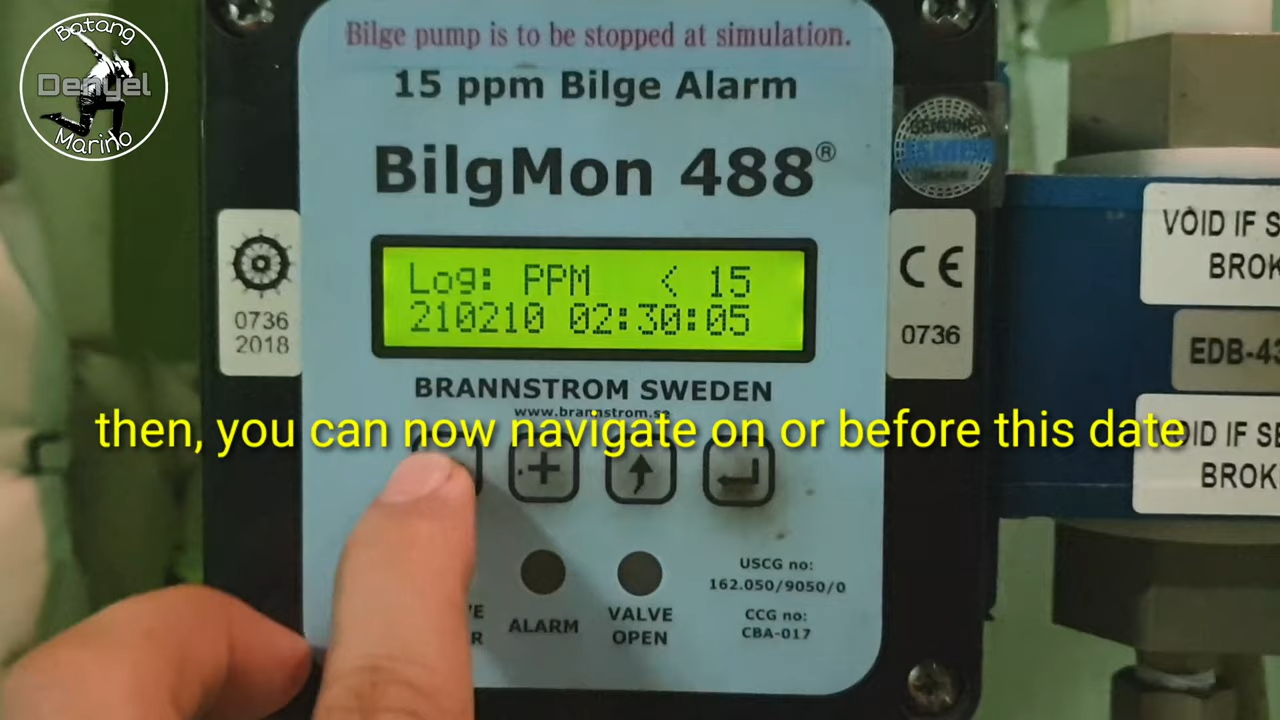 Batang
Denyel
Marino
Bilge pump is to be stopped at simulation.
15 ppm Bilge Alarm
BilgMon 488®
0736
2018
Log: PPM < 15
210210 02:30:05
CE
0736
VOID IF S
BROK
EDB-43
BRANNSTROM SWEDEN
www.brannstrom.se
then, you can now navigate on or before this date
OID IF SE
BROK
USCG no:
162.050/9050/0
CCG no:
CBA-017
ALARM
VALVE
OPEN